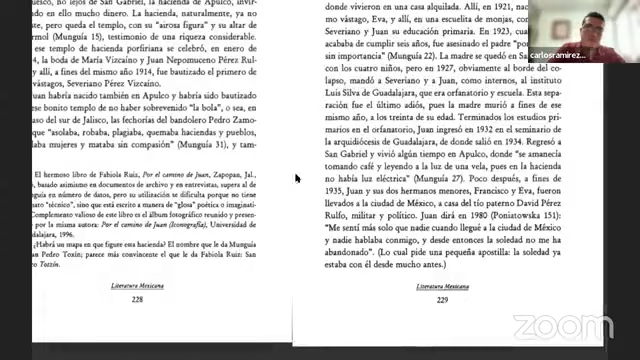 , no lejos de San Gabriel, la hacienda de Apulco, invir-
endo en ello mucho dinero. La hacienda, naturalmente, ya no
ste, pero queda el templo, con su "airosa figura" y su altar de
rmol (Munguía 15), testimonio de una riqueza considerable.
ese templo de hacienda porfiriana se celebró, en enero de
4, la boda de María Vizcaíno y Juan Nepomuceno Pérez Rul-
y allí, a fines del mismo año 1914, fue bautizado el primero de
vástagos, Severiano Pérez Vizcaíno.
Juan habría nacido también en Apulco y habría sido bautizado
ese bonito templo de no haber sobrevenido "la bola", o sea, en
aso del sur de Jalisco, las fechorías del bandolero Pedro Zamo-
que "asolaba, robaba, plagiaba, quemaba haciendas y pueblos,
laba mujeres y mataba sin compasión" (Munguía 31), y tam-
El hermoso libro de Fabiola Ruiz, Por el camino de Juan, Zapopan, Jal.,
, basado asimismo en documentos de archivo y en entrevistas, supera al de
nguía en número de datos, pero su utilización se dificulta porque no tiene
nato "técnico", sino que está escrito a manera de "glosa" poética o imaginati-
Complemento valioso de este libro es el álbum fotográfico reunido y presen-
por la misma autora: Por el camino de Juan (Iconografía), Universidad de
dalajara, 1996.
¿Habrá un mapa en que figure esta hacienda? El nombre que le da Munguía
an Pedro Toxín; parece más convincente el que le da Fabiola Ruiz: San
ro Totzin.
Literatura Mexicana
228
donde vivieron en una casa alquilada. Allí, en 1921, nac
mo vástago, Eva, y allí, en una escuelita de monjas, com
Severiano y Juan su educación primaria. En 1923, cuan
acababa de cumplir seis años, fue asesinado el padre "por
sin importancia" (Munguía 22). La madre se quedó en San
con los cuatro niños, pero en 1927, obviamente al borde del co-
lapso, mandó a Severiano y a Juan, como internos, al instituto
Luis Silva de Guadalajara, que era orfanatorio y escuela. Esta sepa-
ración fue el último adiós, pues la madre murió a fines de ese
mismo año, a los treinta de su edad. Terminados los estudios pri-
marios en el orfanatorio, Juan ingresó en 1932 en el seminario de
la arquidiócesis de Guadalajara, de donde salió en 1934. Regresó a
San Gabriel y vivió algún tiempo en Apulco, donde "se amanecía
tomando café y leyendo a la luz de una vela, pues en la hacienda
no había luz eléctrica" (Munguía 27). Poco después, a fines de
1935, Juan y sus dos hermanos menores, Francisco y Eva, fueron
llevados a la ciudad de México, a casa del tío paterno David Pérez
Rulfo, militar y político. Juan dirá en 1980 (Poniatowska 151):
"Me sentí más solo que nadie cuando llegué a la ciudad de México
y nadie hablaba conmigo, y desde entonces la soledad no me ha
abandonado". (Lo cual pide una pequeña apostilla: la soledad ya
estaba con él desde mucho antes.)
Literatura Mexicana
229
carlosramirez...
zoom